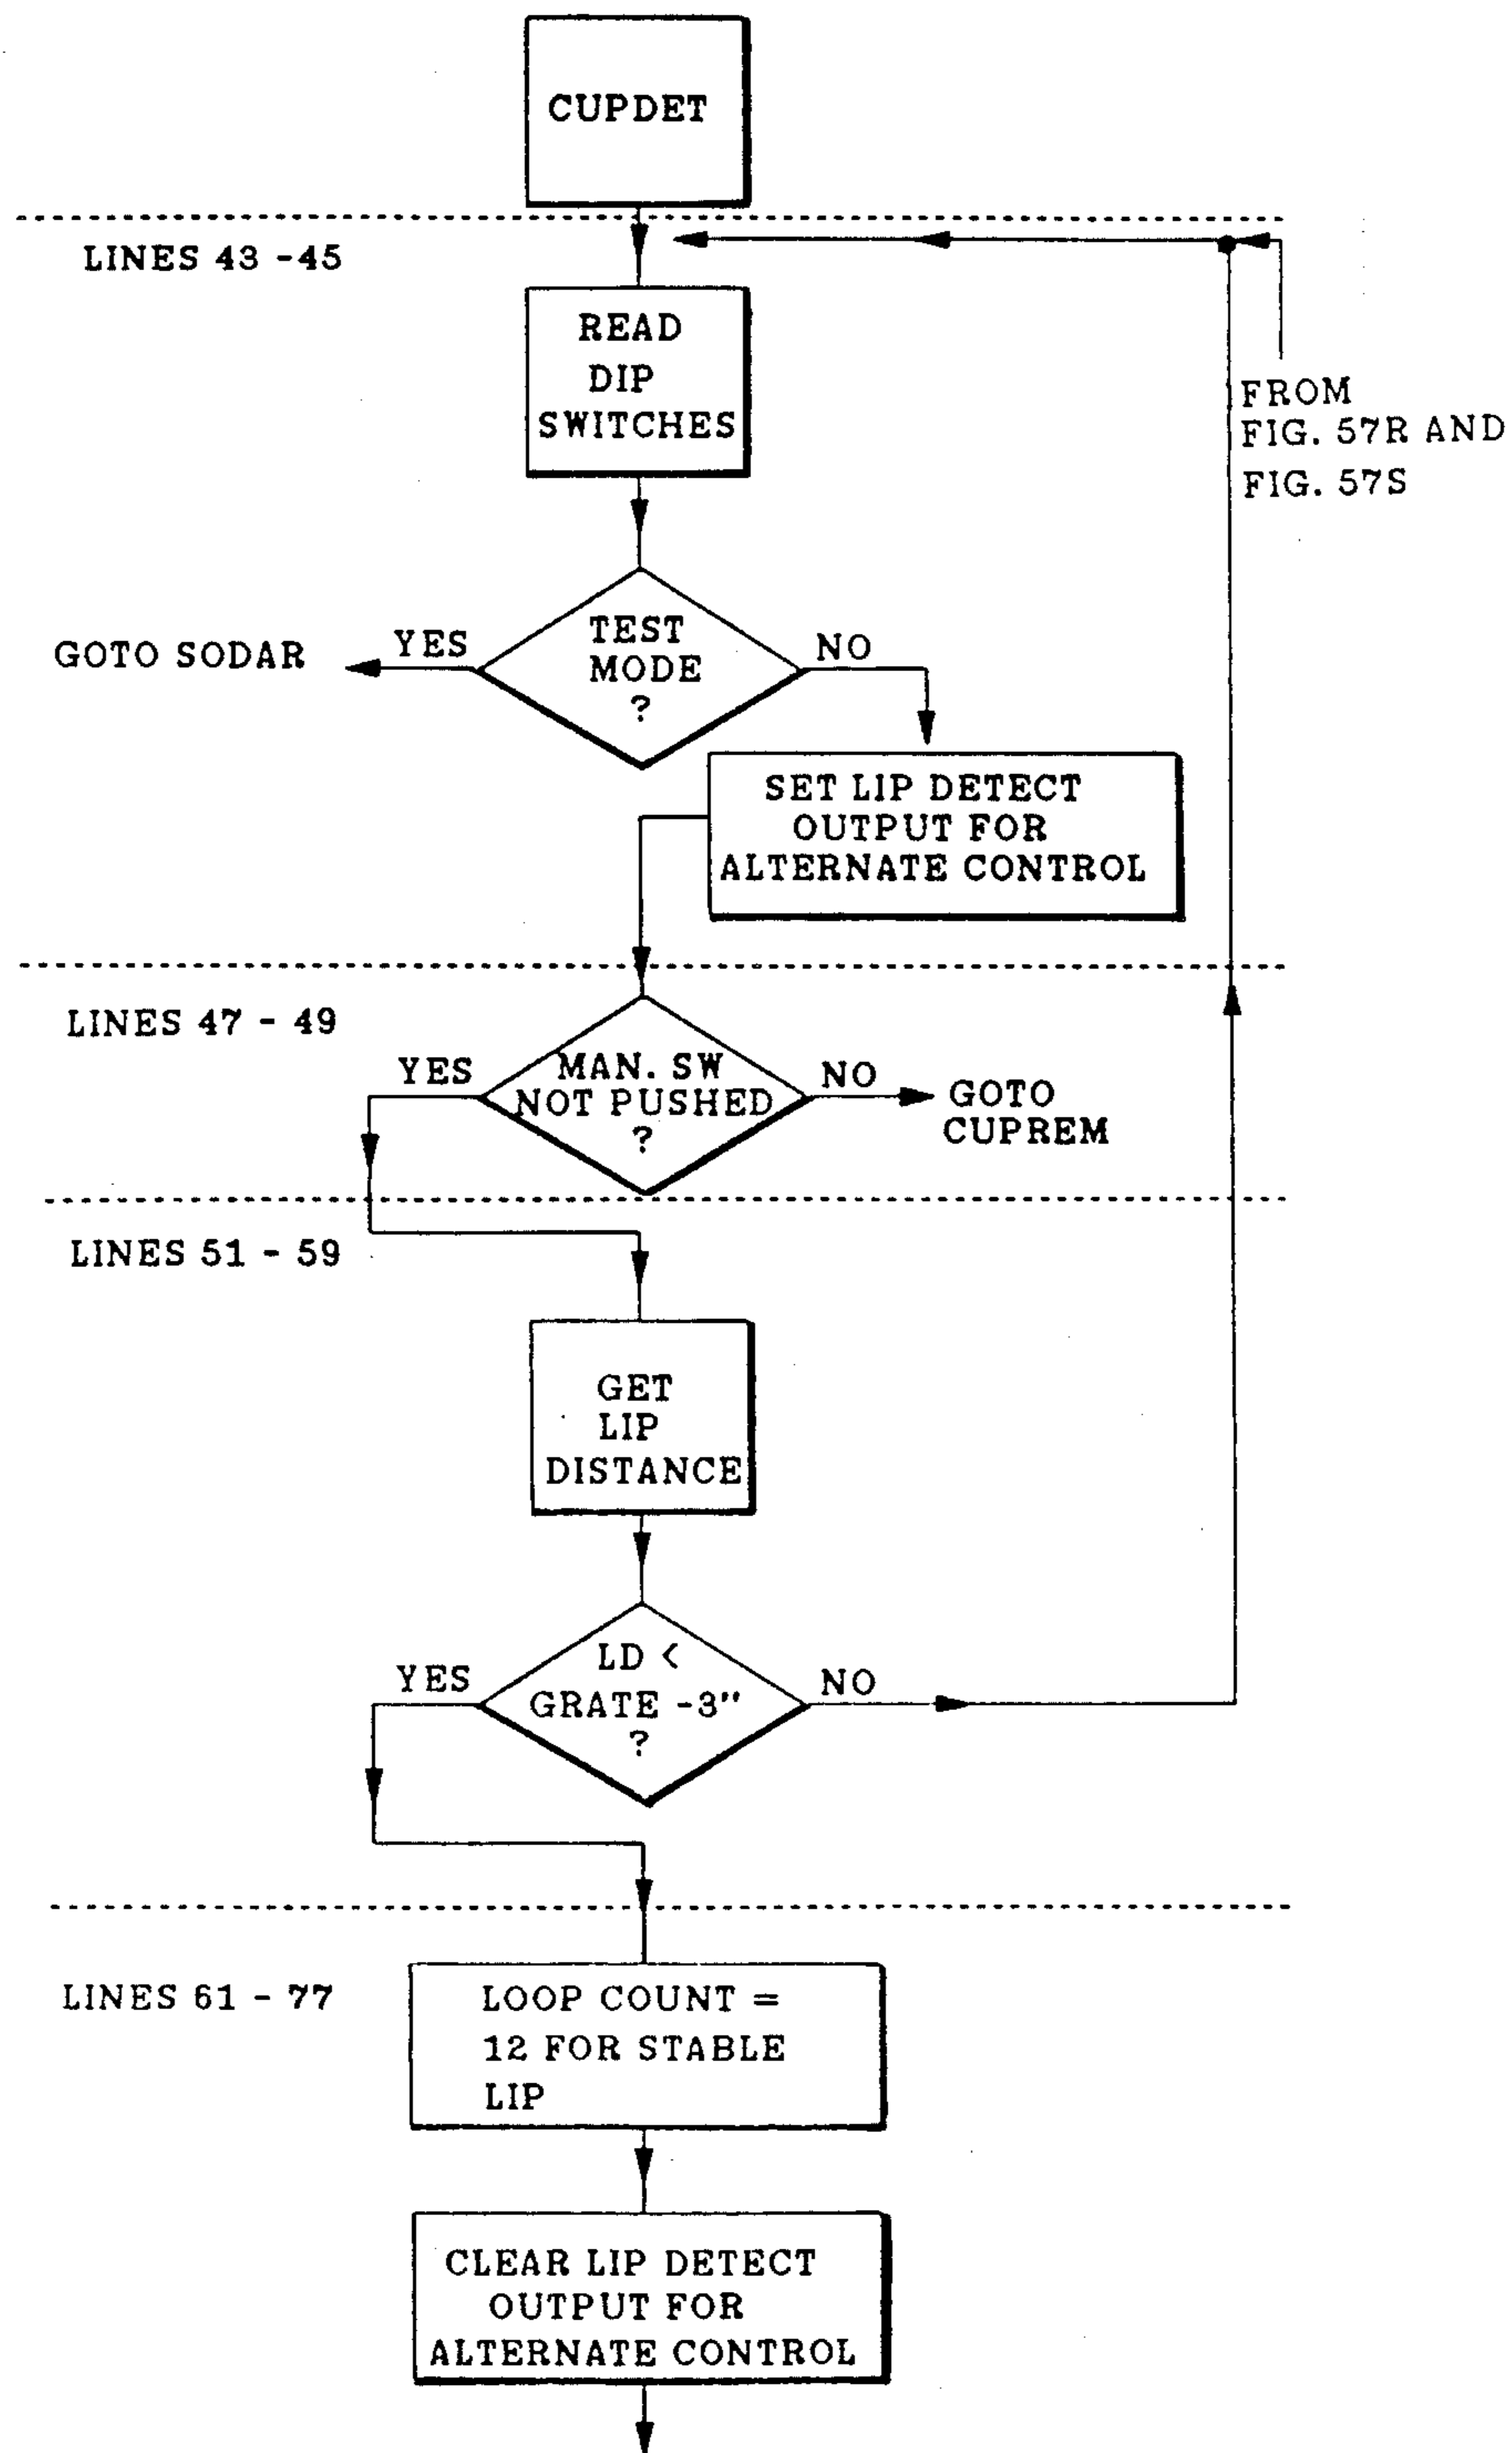 CUPDET
LINES 43 -45
READ
DIP
SWITCHES
FROM
FIG. 57R AND
FIG. 57S
GOTO SODAR
YES
TEST
MODE
?
NO
SET LIP DETECT
OUTPUT FOR
ALTERNATE CONTROL
LINES 47 - 49
YES
MAN. SW
NOT PUSHED
?
NO
GOTO
CUPREM
LINES 51 - 59
GET
LIP
DISTANCE
YES
LD <
GRATE -3"
?
NO
LINES 61 - 77
LOOP COUNT =
12 FOR STABLE
LIP
CLEAR LIP DETECT
OUTPUT FOR
ALTERNATE CONTROL